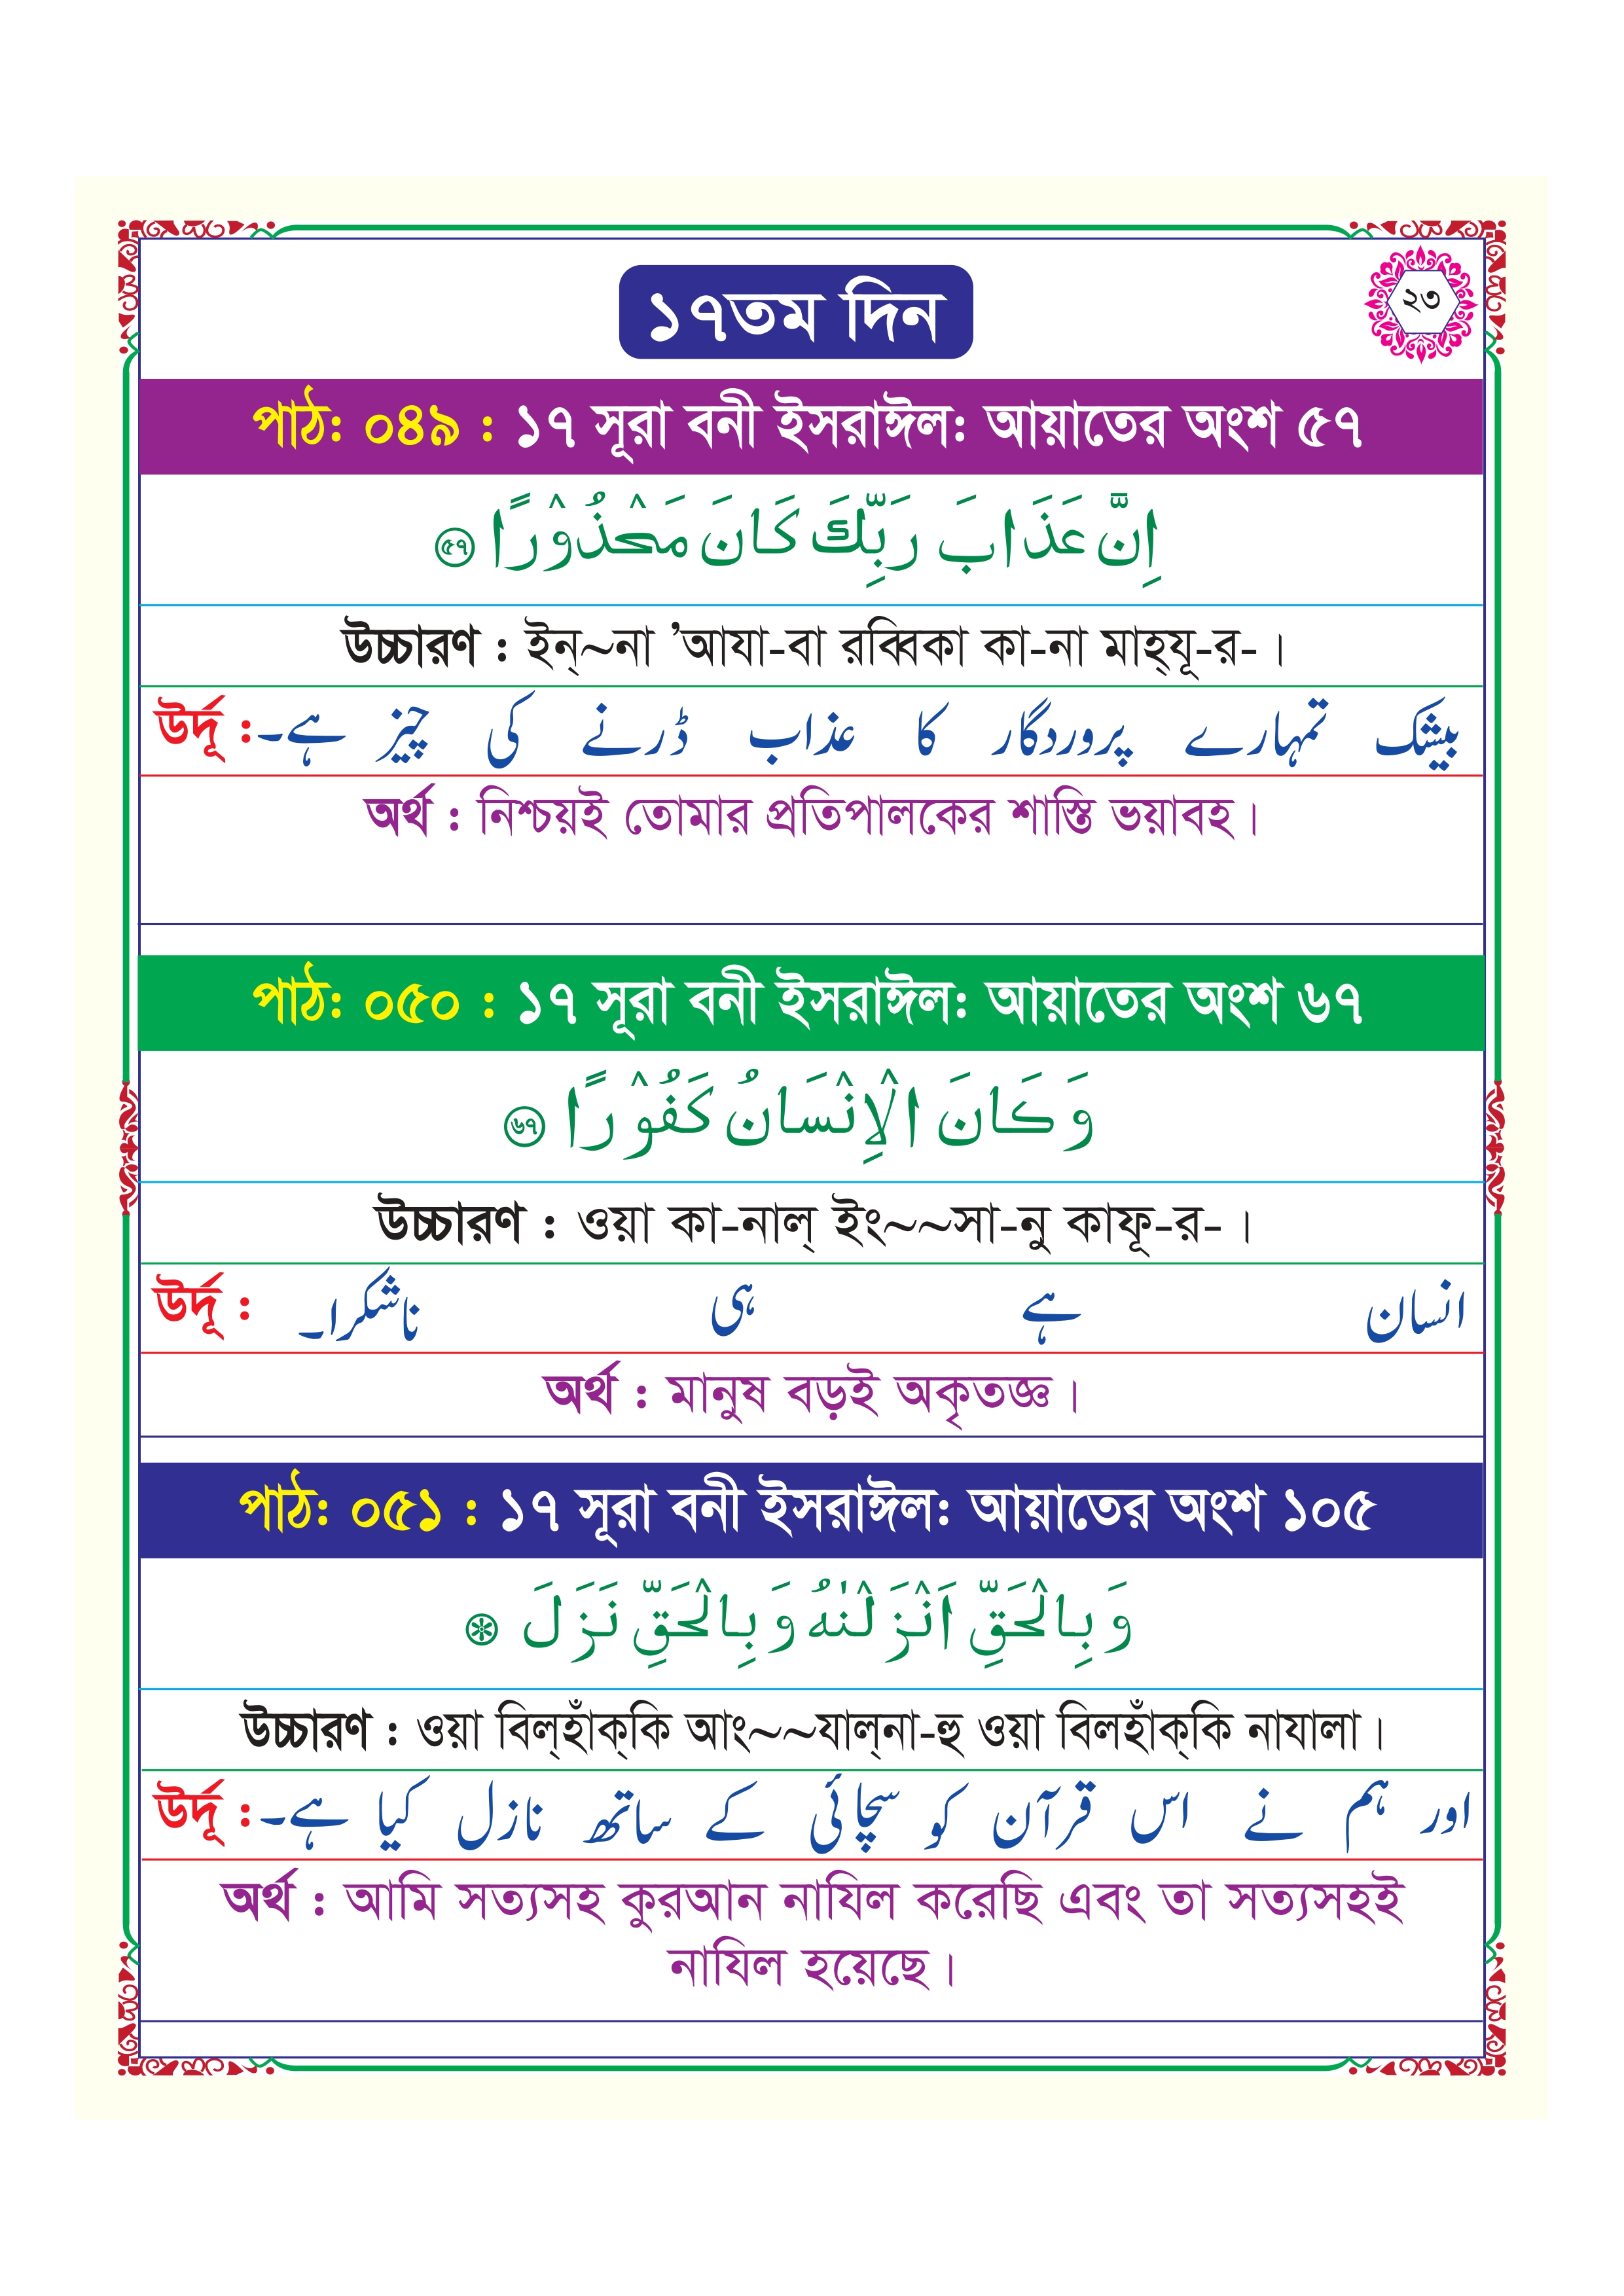 ১৭তম দিন
২৩
পাঠ: ০৪৯ : ১৭ সূরা বনী ইসরাঈল: আয়াতের অংশ ৫৭
اِنَّ عَذَابَ رَبِّكَ كَانَ مَحْذُوْرًا ৫৭
উচ্চারণ : ইন্~না ’আযা-বা রব্বিকা কা-না মাহ্যূ-র- ।
উর্দূ : بیشک تمہارے پروردگار کا عذاب ڈرنے کی چیز ہے۔
অর্থ : নিশ্চয়ই তোমার প্রতিপালকের শাস্তি ভয়াবহ।
পাঠ: ০৫০ : ১৭ সূরা বনী ইসরাঈল: আয়াতের অংশ ৬৭
وَكَانَ الْاِنْسَانُ كَفُوْرًا ৬৭
উচ্চারণ : ওয়া কা-নাল্ ইং~~সা-নু কাফূ-র- ।
উর্দূ : انسان ہے ہی ناشکرا۔
অর্থ : মানুষ বড়ই অকৃতজ্ঞ।
পাঠ: ০৫১ : ১৭ সূরা বনী ইসরাঈল: আয়াতের অংশ ১০৫
وَبِالْحَقِّ اَنْزَلْنٰهُ وَبِالْحَقِّ نَزَلَ
উচ্চারণ : ওয়া বিল্হাঁক্কি আং~~যাল্না-হু ওয়া বিলহাঁক্কি নাযালা।
উর্দূ : اور ہم نے اس قرآن کو سچائی کے ساتھ نازل کیا ہے۔
অর্থ : আমি সত্যসহ কুরআন নাযিল করেছি এবং তা সত্যসহই
নাযিল হয়েছে।